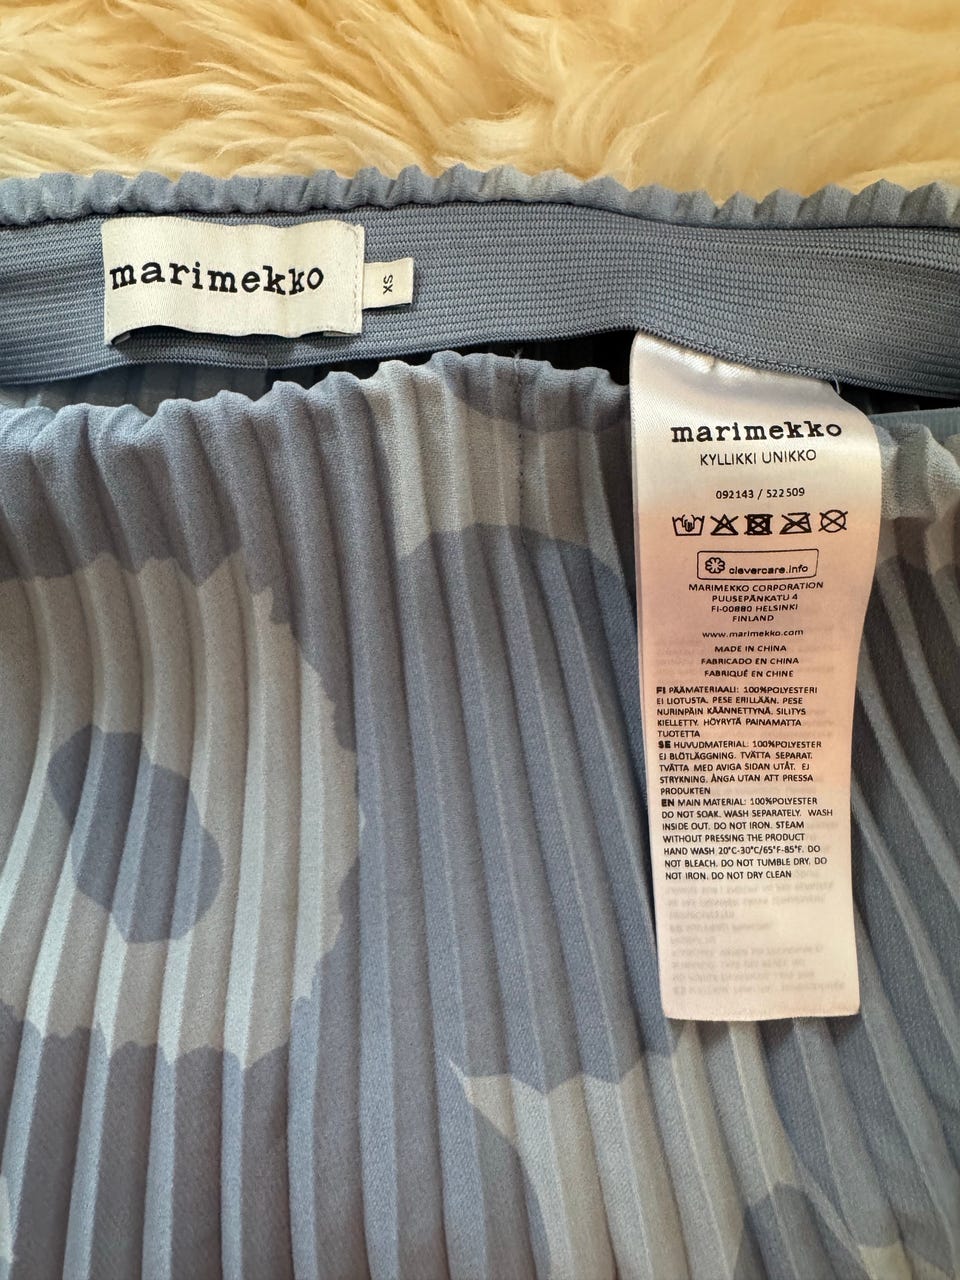 marimekko
XS
marimekko
KYLLIKKI UNIKKO
092143 / 522509
clevercare.info
MARIMEKKO CORPORATION
PUUSEPÄNKATU 4
FI-00880 HELSINKI
FINLAND
www.marimekko.com
MADE IN CHINA
FABRICADO EN CHINA
FABRIQUÉ EN CHINE
FI PÄÄMATERIAALI: 100%POLYESTERI
EI LIOTUSTA. PESE ERILLÄÄN. PESE
NURINPÄIN KÄÄNNETTYNÄ. SILITYS
KIELLETTY. HÖYRYTÄ PAINAMATTA
TUOTETTA
SE HUVUDMATERIAL: 100%POLYESTER
EJ BLÖTLÄGGNING. TVÄTTA SEPARAT.
TVÄTTA MED AVIGA SIDAN UTÅT. EJ
STRYKNING. ÅNGA UTAN ATT PRESSA
PRODUKTEN
EN MAIN MATERIAL: 100%POLYESTER
DO NOT SOAK. WASH SEPARATELY. WASH
INSIDE OUT. DO NOT IRON. STEAM
WITHOUT PRESSING THE PRODUCT
HAND WASH 20°C-30°C/65°F-85°F. DO
NOT BLEACH. DO NOT TUMBLE DRY. DO
NOT IRON. DO NOT DRY CLEAN